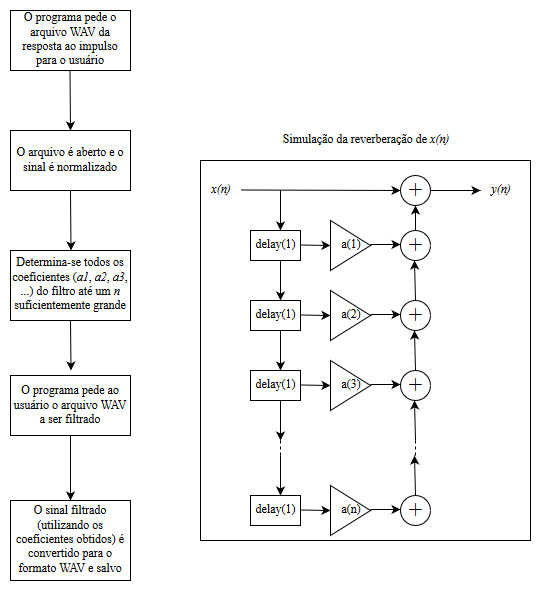 O programa pede o
arquivo WAV da
resposta ao impulso
para o usuário
O arquivo é aberto e o
sinal é normalizado
Determina-se todos os
coeficientes (a1, a2, a3,
...) do filtro até um n
suficientemente grande
O programa pede ao
usuário o arquivo WAV
a ser filtrado
O sinal filtrado
(utilizando os
coeficientes obtidos) é
convertido para o
formato WAV e salvo
Simulação da reverberação de x(n)
x(n) + y(n)
delay(1) a(1) +
delay(1) a(2) +
delay(1) a(3) +
delay(1) a(n) +